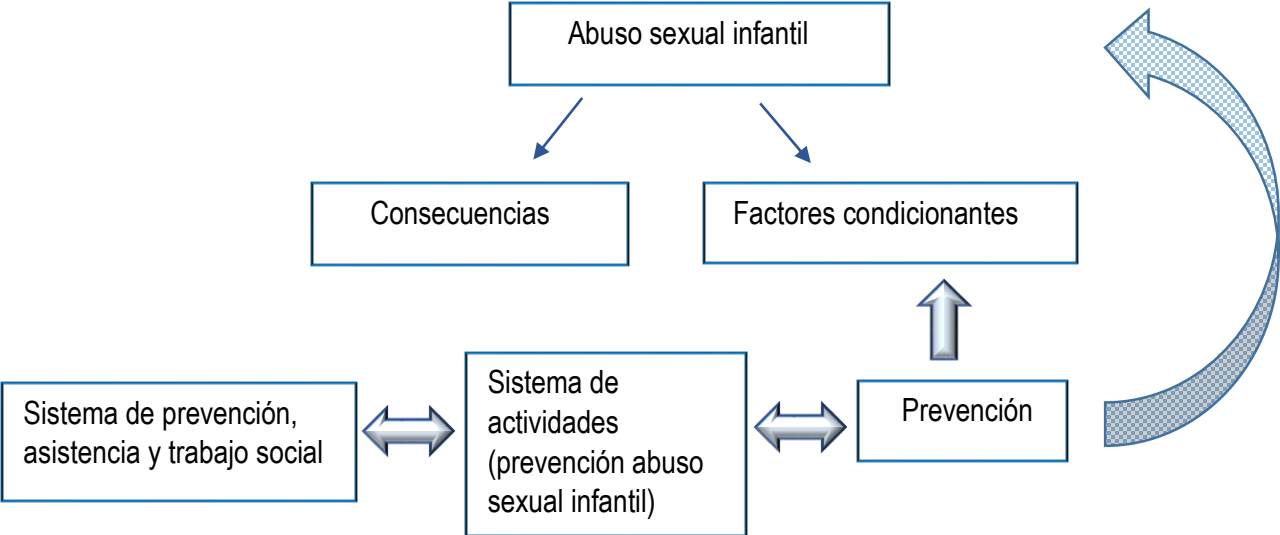 Abuso sexual infantil
Consecuencias
Factores condicionantes
Sistema de prevención,
asistencia y trabajo social
Sistema de
actividades
(prevención abuso
sexual infantil)
Prevención